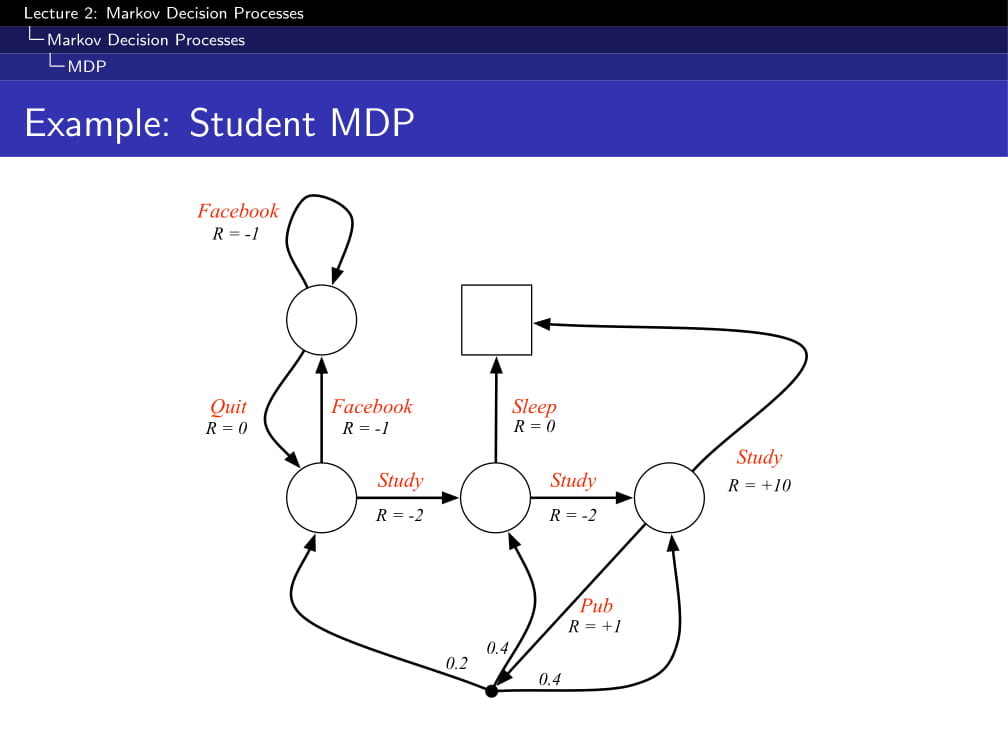 Lecture 2: Markov Decision Processes
Markov Decision Processes
MDP
Example: Student MDP
Facebook
R = -1
Quit
R = 0
Facebook
R = -1
Sleep
R = 0
Study
R = +10
Study
R = -2
Study
R = -2
Pub
R = +1
0.4
0.2
0.4